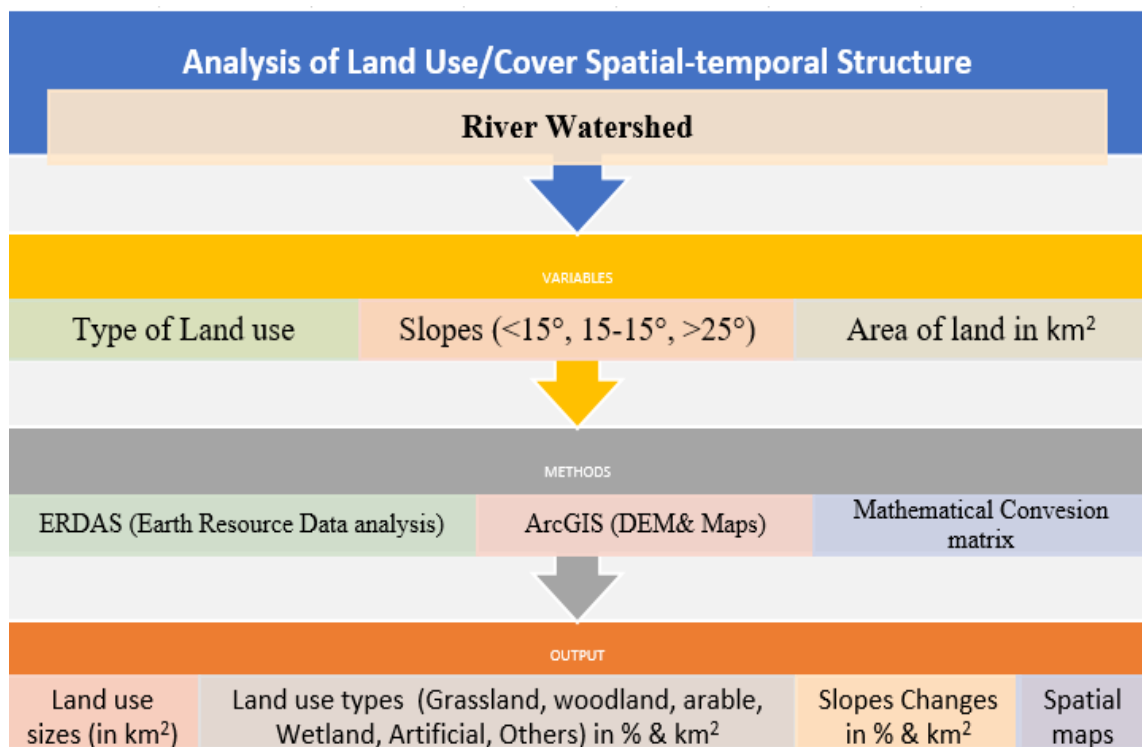 Analysis of Land Use/Cover Spatial-temporal Structure
River Watershed
VARIABLES
Type of Land use
Slopes (<15°, 15-15°, >25°)
Area of land in km²
METHODS
ERDAS (Earth Resource Data analysis)
ArcGIS (DEM& Maps)
Mathematical Convesion
matrix
OUTPUT
Land use
sizes (in km²)
Land use types  (Grassland, woodland, arable,
Wetland, Artificial, Others) in % & km²
Slopes Changes
in % & km²
Spatial
maps